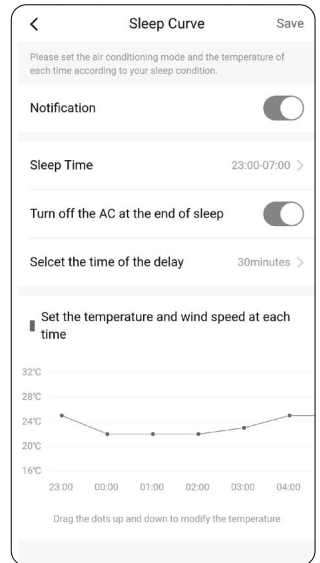 Sleep Curve
Save
Please set the air conditioning mode and the temperature of
each time according to your sleep condition.
Notification
Sleep Time
23:00-07:00
Turn off the AC at the end of sleep
Selcet the time of the delay
30minutes
Set the temperature and wind speed at each
time
32°C
28°C
24°C
20°C
16°C
23:00 00:00 01:00 02:00 03:00 04:00
Drag the dots up and down to modify the temperature